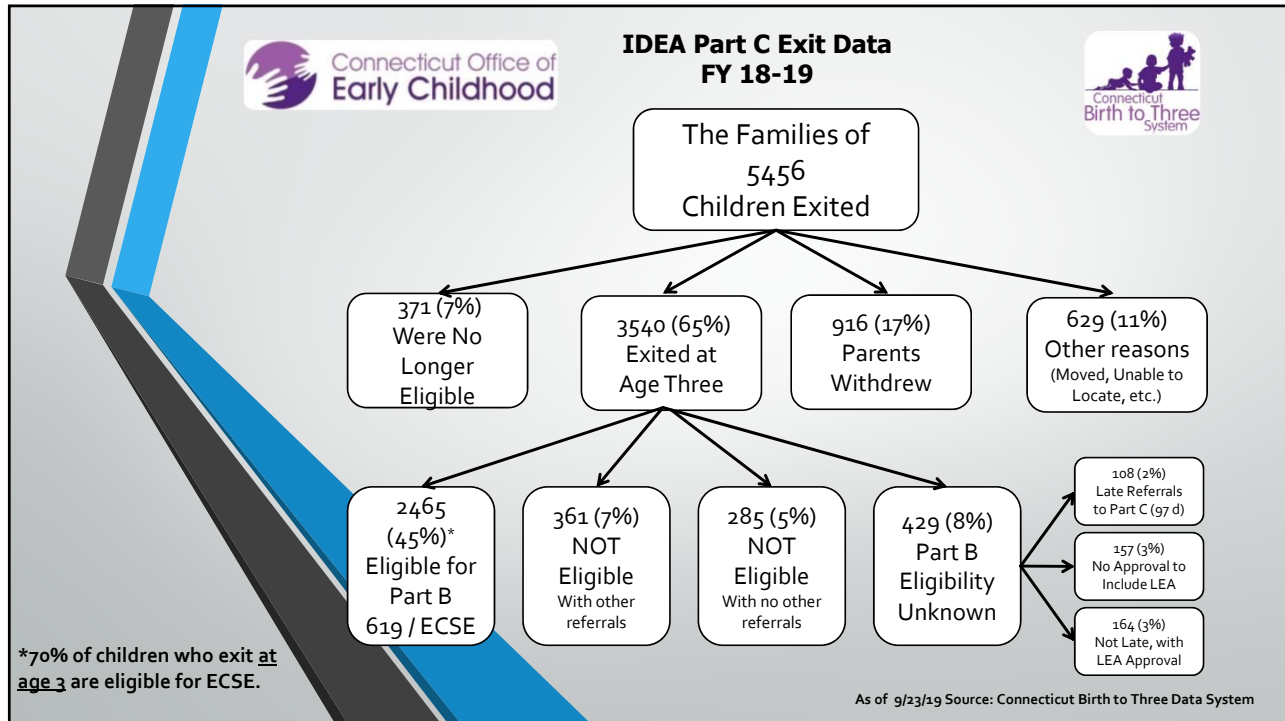 Connecticut Office of
Early Childhood
IDEA Part C Exit Data
FY 18-19
Connecticut
Birth to Three
System
The Families of
5456
Children Exited
371 (7%)
Were No
Longer
Eligible
3540 (65%)
Exited at
Age Three
916 (17%)
Parents
Withdrew
629 (11%)
Other reasons
(Moved, Unable to
Locate, etc.)
2465
(45%)*
Eligible for
Part B
619 / ECSE
361 (7%)
NOT
Eligible
With other
referrals
285 (5%)
NOT
Eligible
With no other
referrals
429 (8%)
Part B
Eligibility
Unknown
108 (2%)
Late Referrals
to Part C (97 d)
157 (3%)
No Approval to
Include LEA
164 (3%)
Not Late, with
LEA Approval
*70% of children who exit at
age 3 are eligible for ECSE.
As of 9/23/19 Source: Connecticut Birth to Three Data System